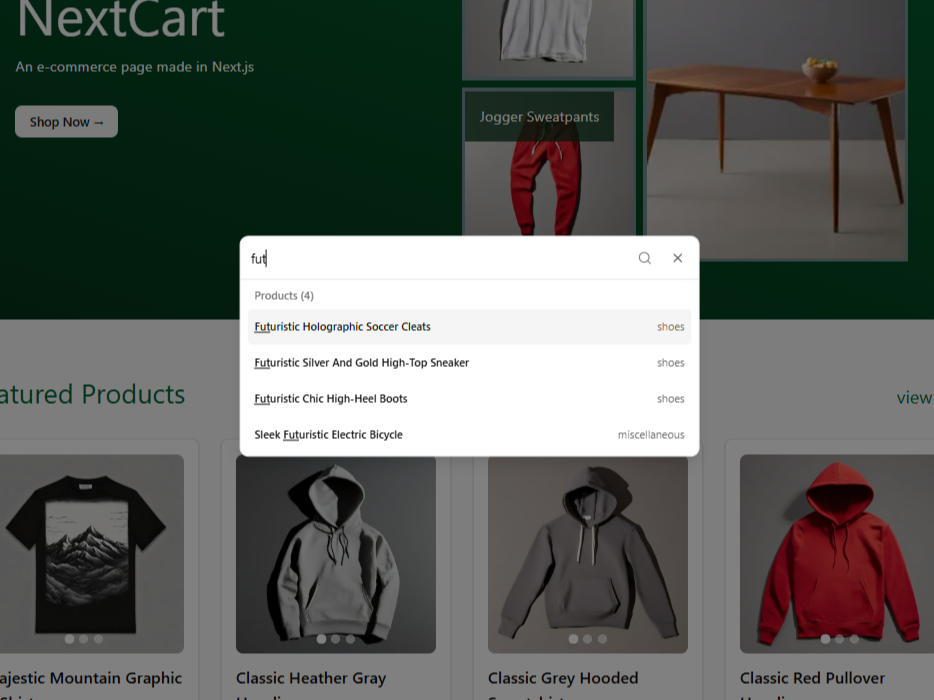 NextCart
An e-commerce page made in Next.js
Shop Now →
Jogger Sweatpants
fut
Products (4)
Futuristic Holographic Soccer Cleats shoes
Futuristic Silver And Gold High-Top Sneaker shoes
Futuristic Chic High-Heel Boots shoes
Sleek Futuristic Electric Bicycle miscellaneous
atured Products
view
ajestic Mountain Graphic
Classic Heather Gray
Classic Grey Hooded
Classic Red Pullover